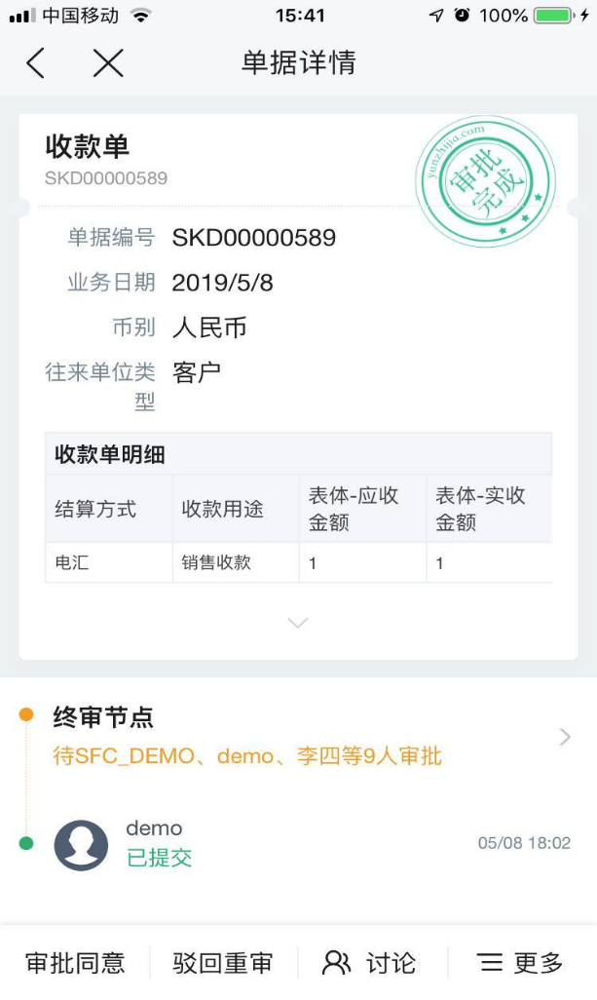 中国移动
15:41
100%
单据详情
收款单
SKD00000589
yunzhijia.com
审批
完成
单据编号 SKD00000589
业务日期 2019/5/8
币别 人民币
往来单位类 客户
型
收款单明细
结算方式 收款用途 表体-应收 表体-实收
金额 金额
电汇 销售收款 1 1
终审节点
待SFC_DEMO、demo、李四等9人审批
demo
已提交
05/08 18:02
审批同意 驳回重审 讨论 更多